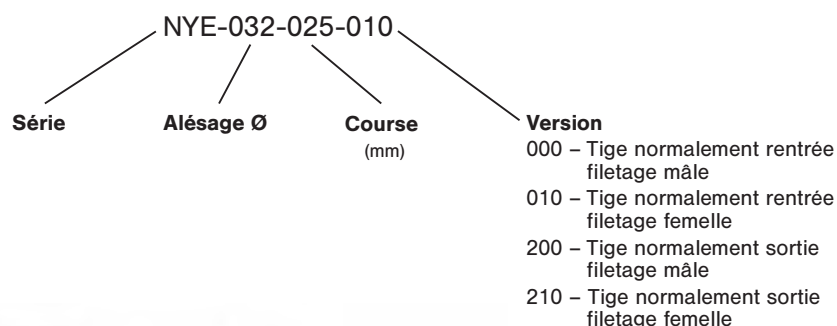 NYE-032-025-010
Série
Alésage Ø
Course
(mm)
Version
000 – Tige normalement rentrée
filetage mâle
010 – Tige normalement rentrée
filetage femelle
200 – Tige normalement sortie
filetage mâle
210 – Tige normalement sortie
filetage femelle